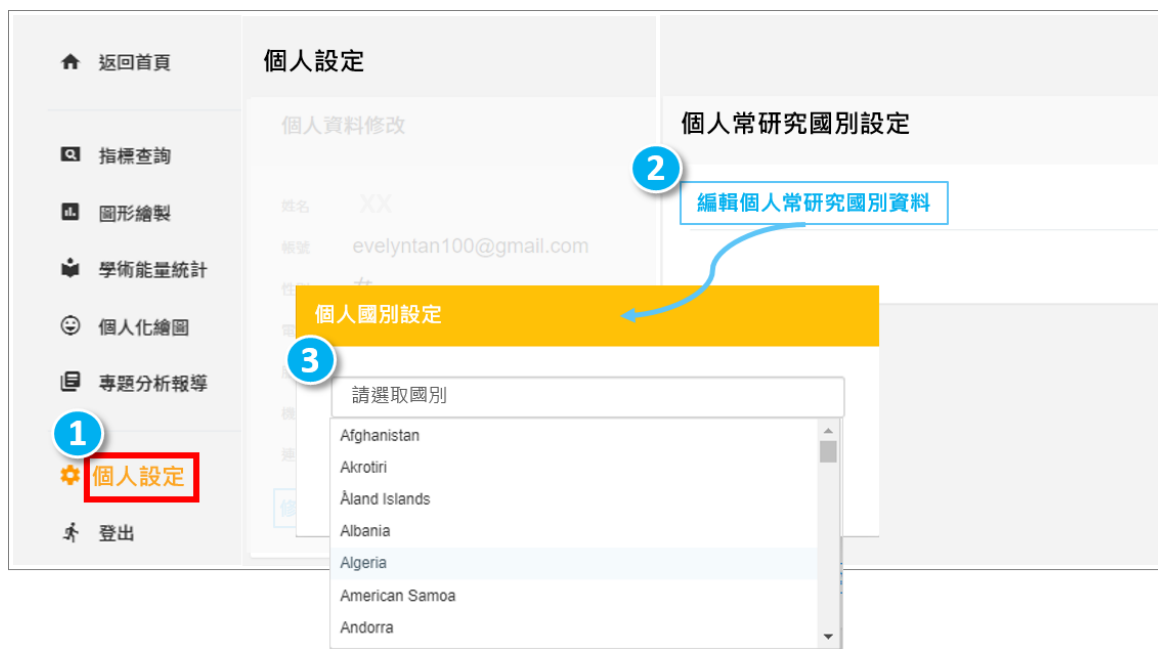 返回首頁
指標查詢
圖形繪製
學術能量統計
個人化繪圖
專題分析報導
1
個人設定
登出
個人設定
個人資料修改
姓名 XX
帳號 evelyntan100@gmail.com
個人常研究國別設定
2
編輯個人常研究國別資料
個人國別設定
3
請選取國別
Afghanistan
Akrotiri
Åland Islands
Albania
Algeria
American Samoa
Andorra